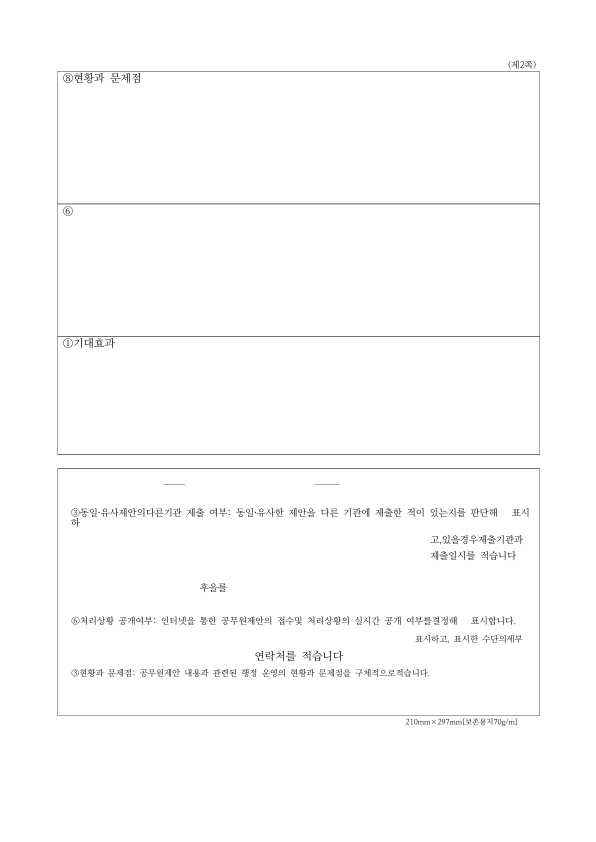 (제2쪽)
⑧현황과 문제점
⑥
①기대효과
③동일·유사제안의다른기관 제출 여부: 동일·유사한 제안을 다른 기관에 제출한 적이 있는지를 판단해 표시
하
고,있을경우제출기관과
제출일시를 적습니다
후을를
⑥처리상황 공개여부: 인터넷을 통한 공무원제안의 접수및 처리상황의 실시간 공개 여부를결정해 표시합니다.
표시하고, 표시한 수단의세부
연락처를 적습니다
③현황과 문제점: 공무원제안 내용과 관련된 행정 운영의 현황과 문제점을 구체적으로적습니다.
210mm×297mm[보존용지70g/m]